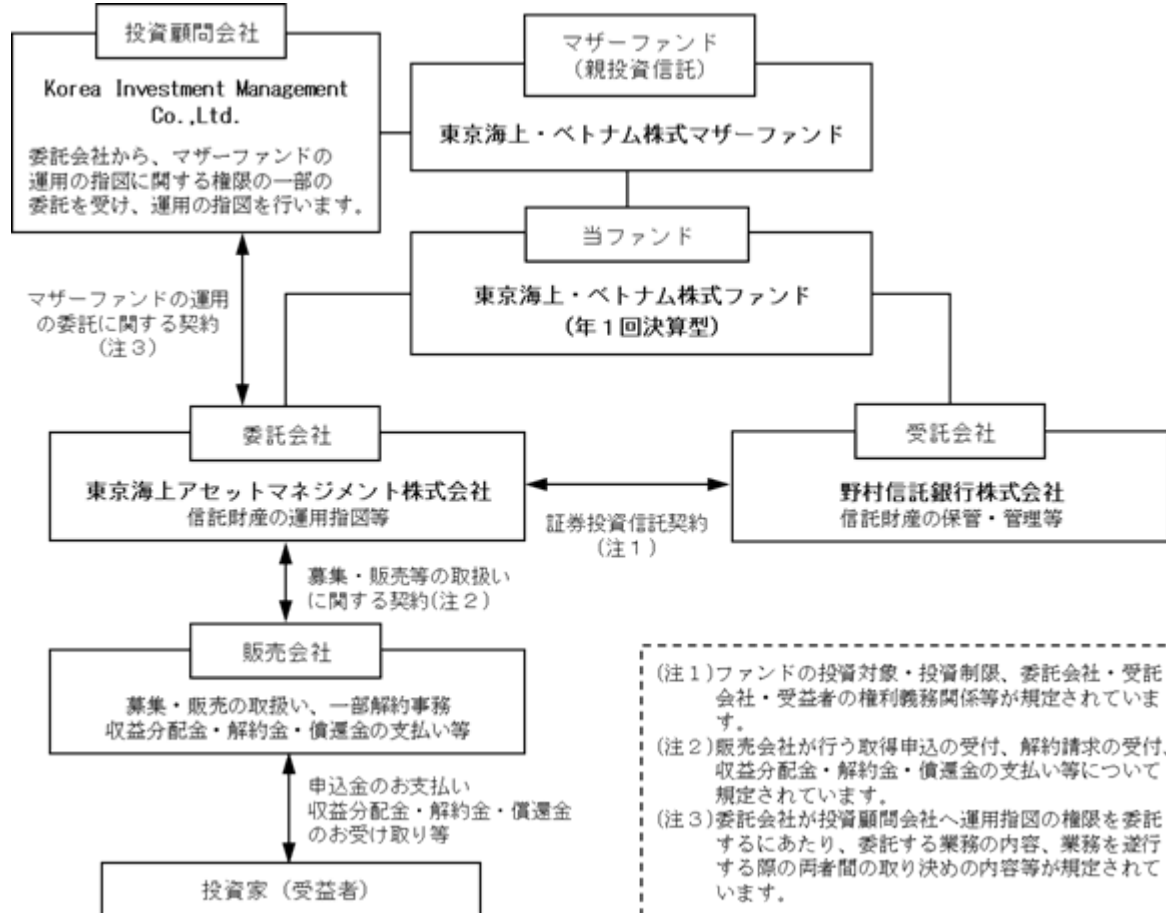 投資顧問会社
Korea Investment Management
Co.,Ltd.
委託会社から、マザーファンドの
運用の指図に関する権限の一部の
委託を受け、運用の指図を行います。
マザーファンド
(親投資信託)
東京海上・ベトナム株式マザーファンド
当ファンド
東京海上・ベトナム株式ファンド
(年1回決算型)
マザーファンドの運用
の委託に関する契約
(注3)
委託会社
東京海上アセットマネジメント株式会社
信託財産の運用指図等
証券投資信託契約
(注1)
受託会社
野村信託銀行株式会社
信託財産の保管・管理等
募集・販売等の取扱い
に関する契約(注2)
販売会社
募集・販売の取扱い、一部解約事務
収益分配金・解約金・償還金の支払い等
申込金のお支払い
収益分配金・解約金・償還金
のお受け取り等
投資家(受益者)
(注1)ファンドの投資対象・投資制限、委託会社・受託
会社・受益者の権利義務関係等が規定されていま
す。
(注2)販売会社が行う取得申込の受付、解約請求の受付、
収益分配金・解約金・償還金の支払い等について
規定されています。
(注3)委託会社が投資顧問会社へ運用指図の権限を委託
するにあたり、委託する業務の内容、業務を遂行
する際の両者間の取り決めの内容等が規定されて
います。